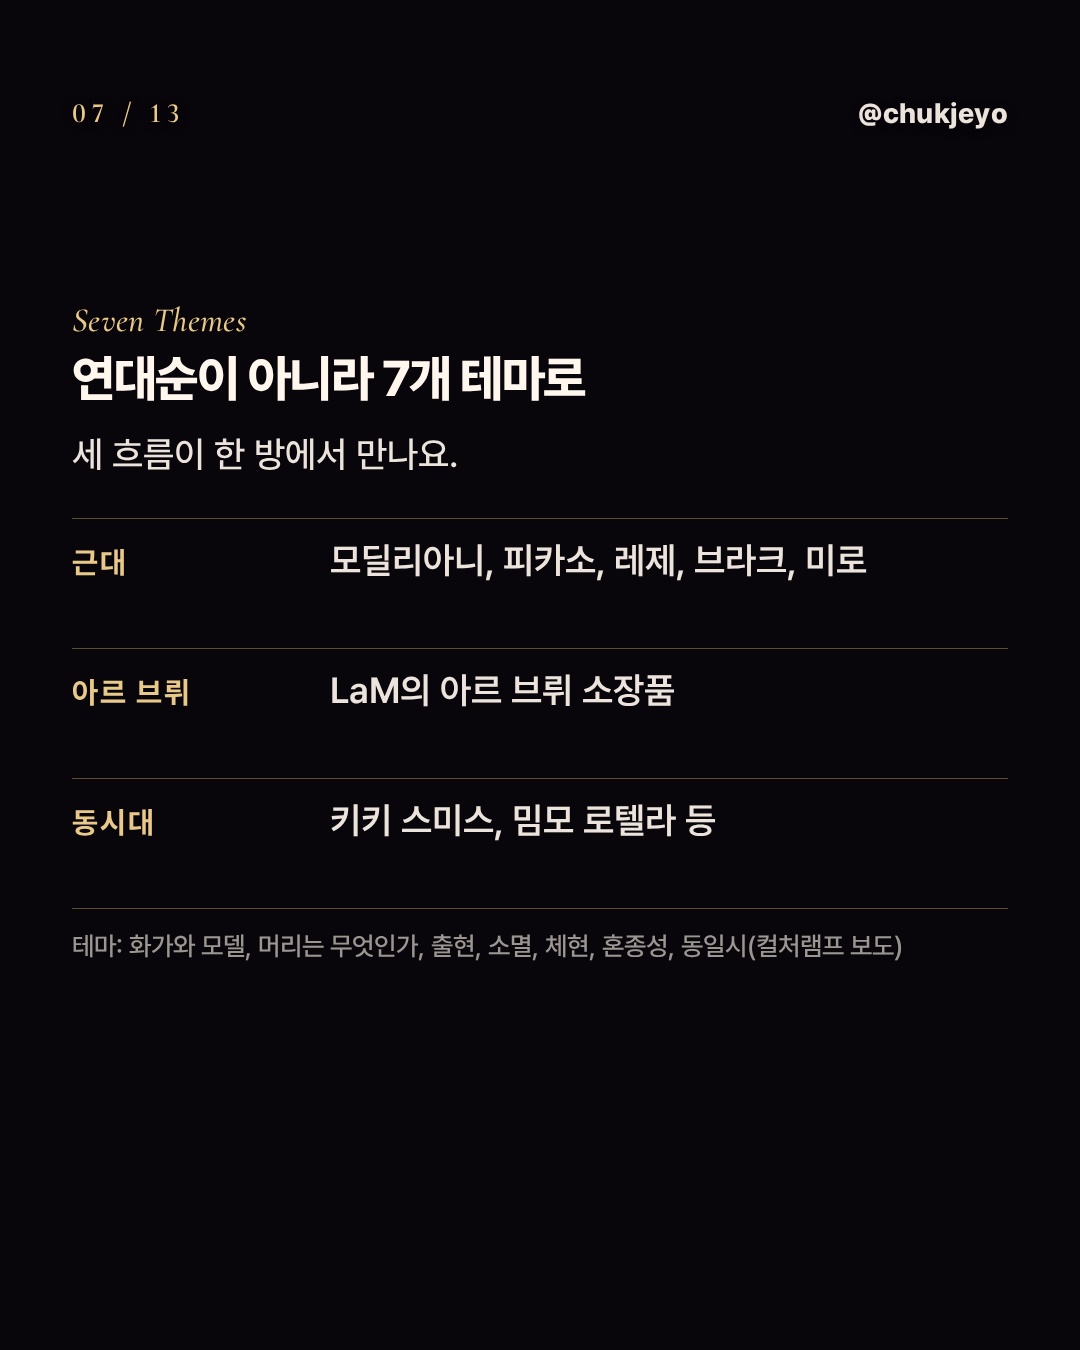 07 / 13
@chukjeyo
Seven Themes
연대순이 아니라 7개 테마로
세 흐름이 한 방에서 만나요.
근대
모딜리아니, 피카소, 레제, 브라크, 미로
아르 브뤼
LaM의 아르 브뤼 소장품
동시대
키키 스미스, 밈모 로텔라 등
테마: 화가와 모델, 머리는 무엇인가, 출현, 소멸, 체현, 혼종성, 동일시(컬처램프 보도)